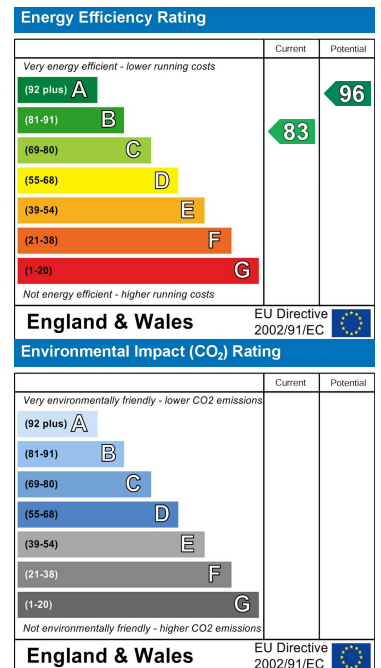 Energy Efficiency Rating
Current Potential
Very energy efficient - lower running costs
(92 plus) A
96
(81-91) B
83
(69-80) C
(55-68) D
(39-54) E
(21-38) F
(1-20) G
Not energy efficient - higher running costs
England & Wales
EU Directive
2002/91/EC
Environmental Impact (CO₂) Rating
Current Potential
Very environmentally friendly - lower CO2 emissions
(92 plus) A
(81-91) B
(69-80) C
(55-68) D
(39-54) E
(21-38) F
(1-20) G
Not environmentally friendly - higher CO2 emissions
England & Wales
EU Directive
2002/91/EC